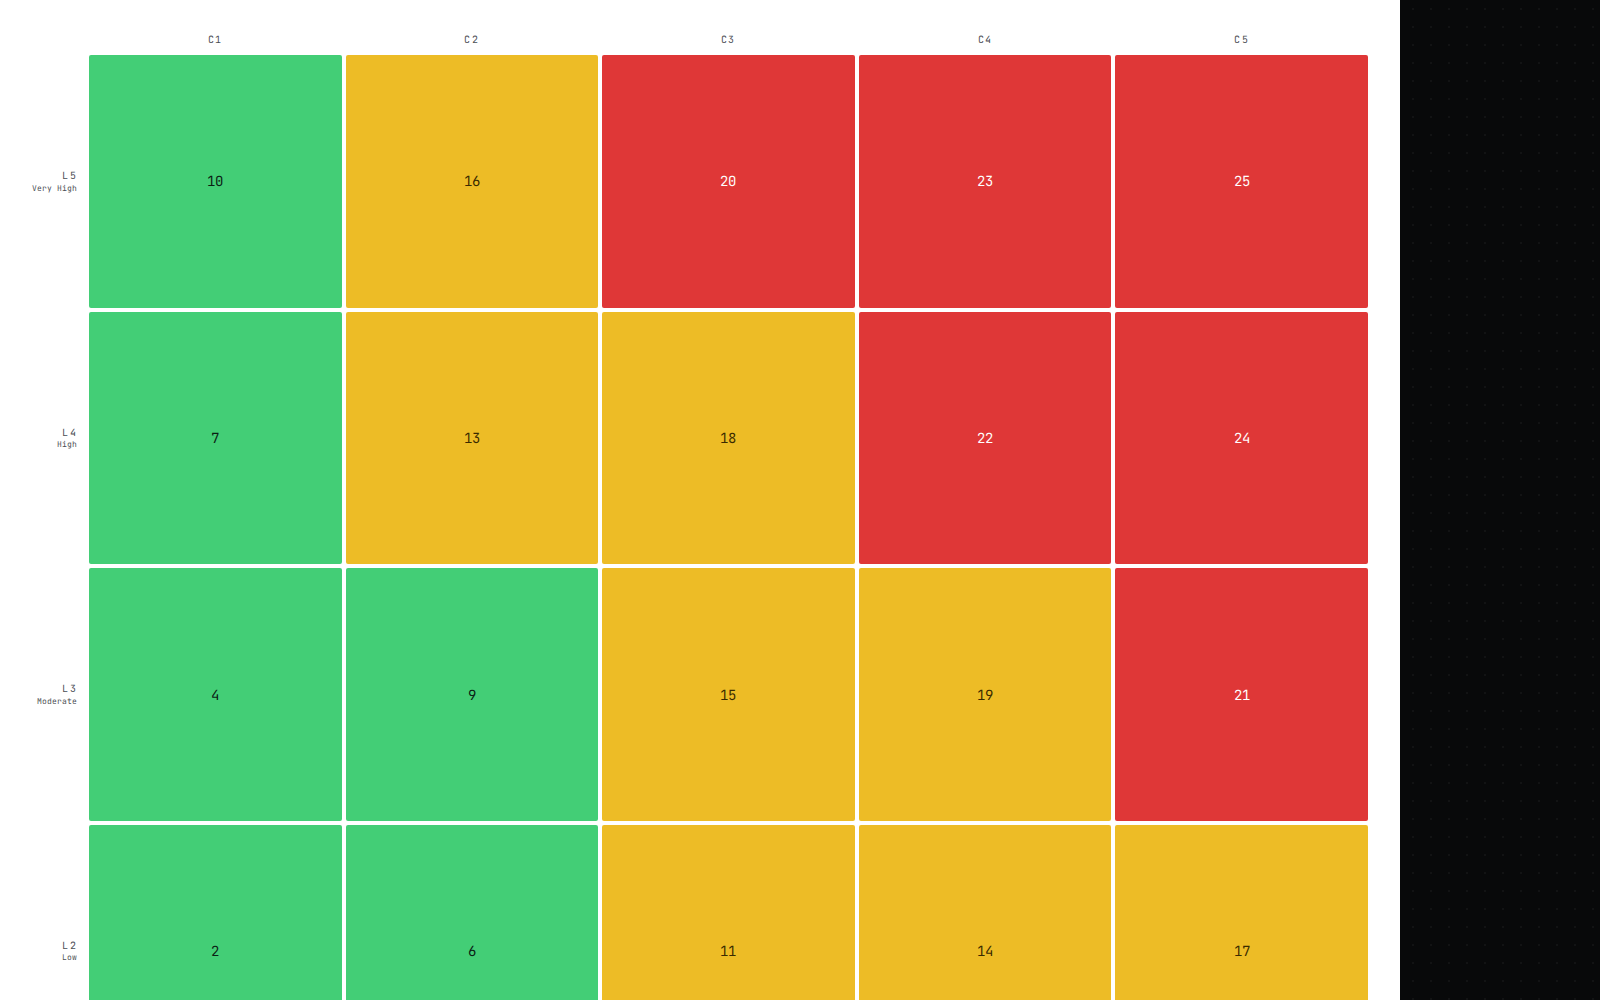 C1 C2 C3 C4 C5
L5 10 16 20 23 25
Very High
L4 7 13 18 22 24
High
L3 4 9 15 19 21
Moderate
L2 2 6 11 14 17
Low